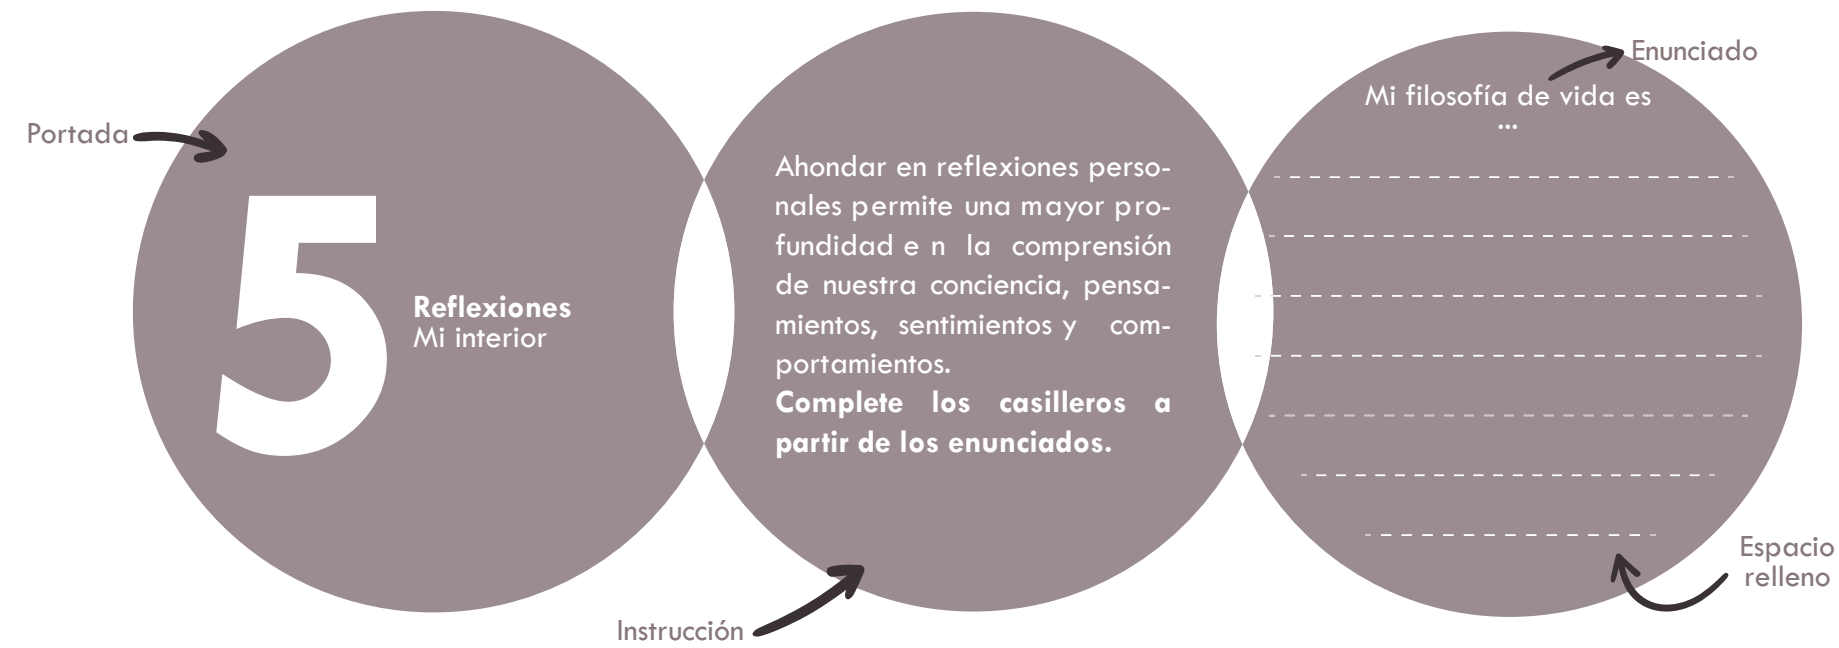 Portada
5
Reflexiones
Mi interior
Ahondar en reflexiones perso-
nales permite una mayor pro-
fundidad e n la comprensión
de nuestra conciencia, pensa-
mientos, sentimientos y com-
portamientos.
Complete los casilleros a
partir de los enunciados.
Instrucción
Enunciado
Mi filosofía de vida es
...
Espacio
relleno